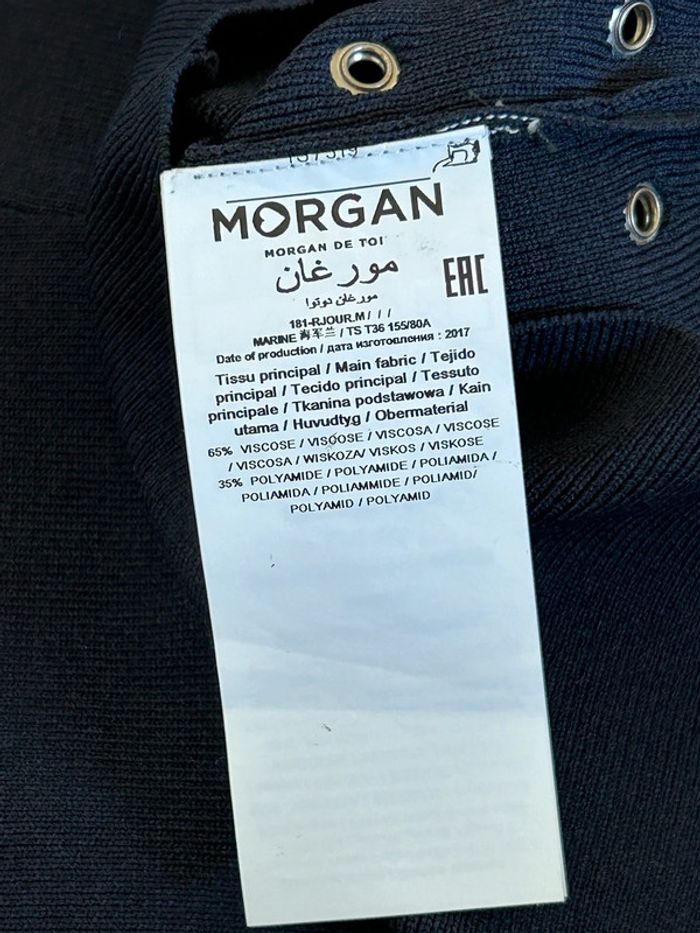 MORGAN
MORGAN DE TOI
مورغان
مورغان دوتوا
EAC
181-RJOUR.M / / /
MARINE 海军兰 / TS T36 155/80A
Date of production / дата изготовления : 2017
Tissu principal / Main fabric / Tejido
principal / Tecido principal / Tessuto
principale / Tkanina podstawowa / Kain
utama / Huvudtyg / Obermaterial
65% VISCOSE / VISOOSE / VISCOSA / VISCOSE
/ VISCOSA / WISKOZA/ VISKOS / VISKOSE
35% POLYAMIDE / POLYAMIDE / POLIAMIDA /
POLIAMIDA / POLIAMMIDE / POLIAMID/
POLYAMID / POLYAMID